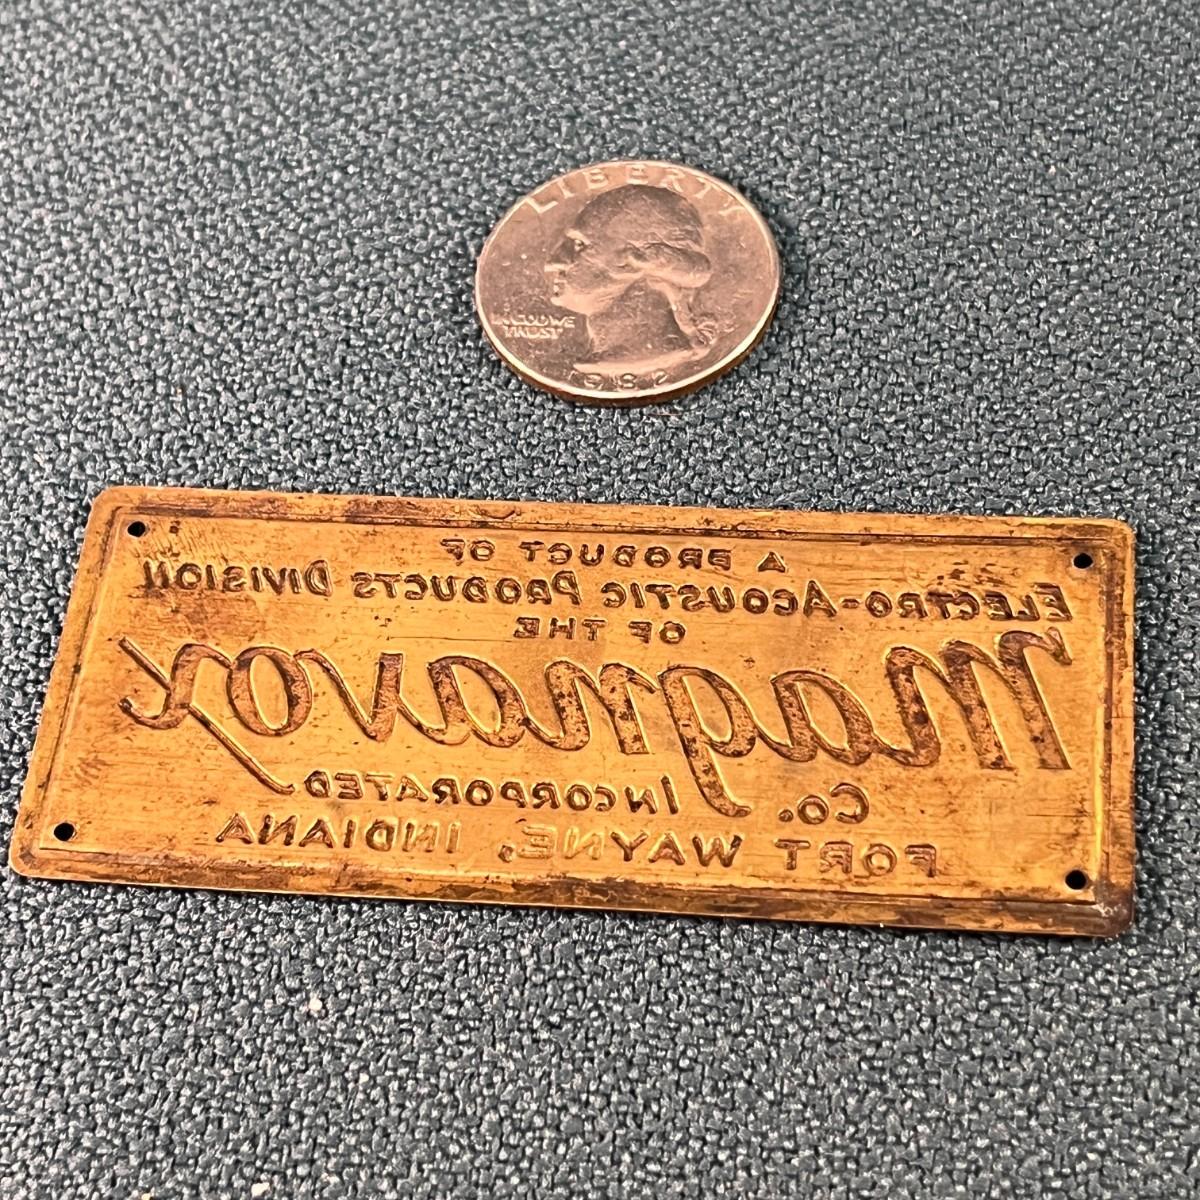 LIBERTY
IN GOD WE
TRUST
1982
A PRODUCT OF
ELECTRO-ACOUSTIC PRODUCTS DIVISION
OF THE
Magnavox
Co. INCORPORATED
FORT WAYNE, INDIANA